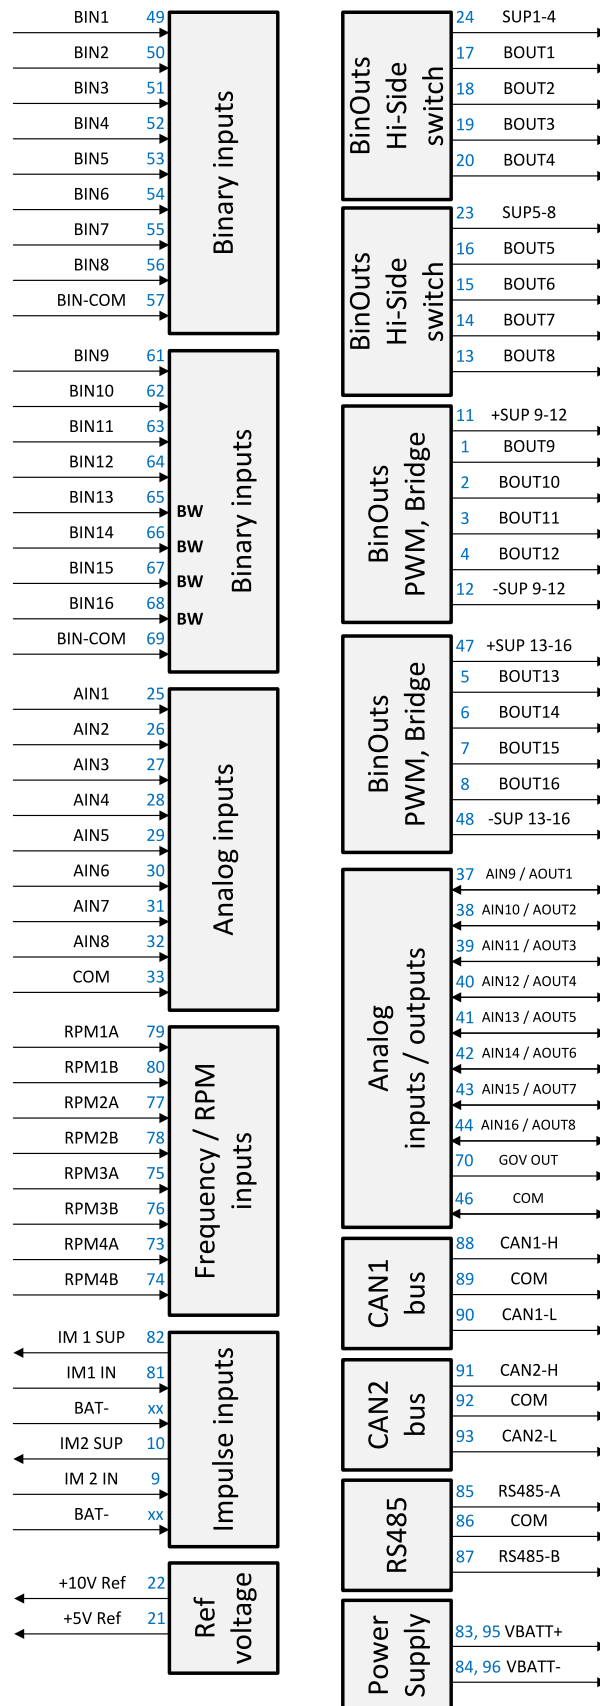 BIN1 49
BIN2 50
BIN3 51
BIN4 52
BIN5 53
BIN6 54
BIN7 55
BIN8 56
BIN-COM 57
Binary inputs
BIN9 61
BIN10 62
BIN11 63
BIN12 64
BIN13 65 BW
BIN14 66 BW
BIN15 67 BW
BIN16 68 BW
BIN-COM 69
Binary inputs
AIN1 25
AIN2 26
AIN3 27
AIN4 28
AIN5 29
AIN6 30
AIN7 31
AIN8 32
COM 33
Analog inputs
RPM1A 79
RPM1B 80
RPM2A 77
RPM2B 78
RPM3A 75
RPM3B 76
RPM4A 73
RPM4B 74
Frequency / RPM
inputs
IM 1 SUP 82
IM1 IN 81
BAT- xx
IM2 SUP 10
IM 2 IN 9
BAT- xx
Impulse inputs
+10V Ref 22
+5V Ref 21
Ref
voltage
BinOuts
Hi-Side
switch
24 SUP1-4
17 BOUT1
18 BOUT2
19 BOUT3
20 BOUT4
BinOuts
Hi-Side
switch
23 SUP5-8
16 BOUT5
15 BOUT6
14 BOUT7
13 BOUT8
BinOuts
PWM, Bridge
11 +SUP 9-12
1 BOUT9
2 BOUT10
3 BOUT11
4 BOUT12
12 -SUP 9-12
BinOuts
PWM, Bridge
47 +SUP 13-16
5 BOUT13
6 BOUT14
7 BOUT15
8 BOUT16
48 -SUP 13-16
Analog
inputs / outputs
37 AIN9 / AOUT1
38 AIN10 / AOUT2
39 AIN11 / AOUT3
40 AIN12 / AOUT4
41 AIN13 / AOUT5
42 AIN14 / AOUT6
43 AIN15 / AOUT7
44 AIN16 / AOUT8
70 GOV OUT
46 COM
CAN1
bus
88 CAN1-H
89 COM
90 CAN1-L
CAN2
bus
91 CAN2-H
92 COM
93 CAN2-L
RS485
85 RS485-A
86 COM
87 RS485-B
Power
Supply
83, 95 VBATT+
84, 96 VBATT-